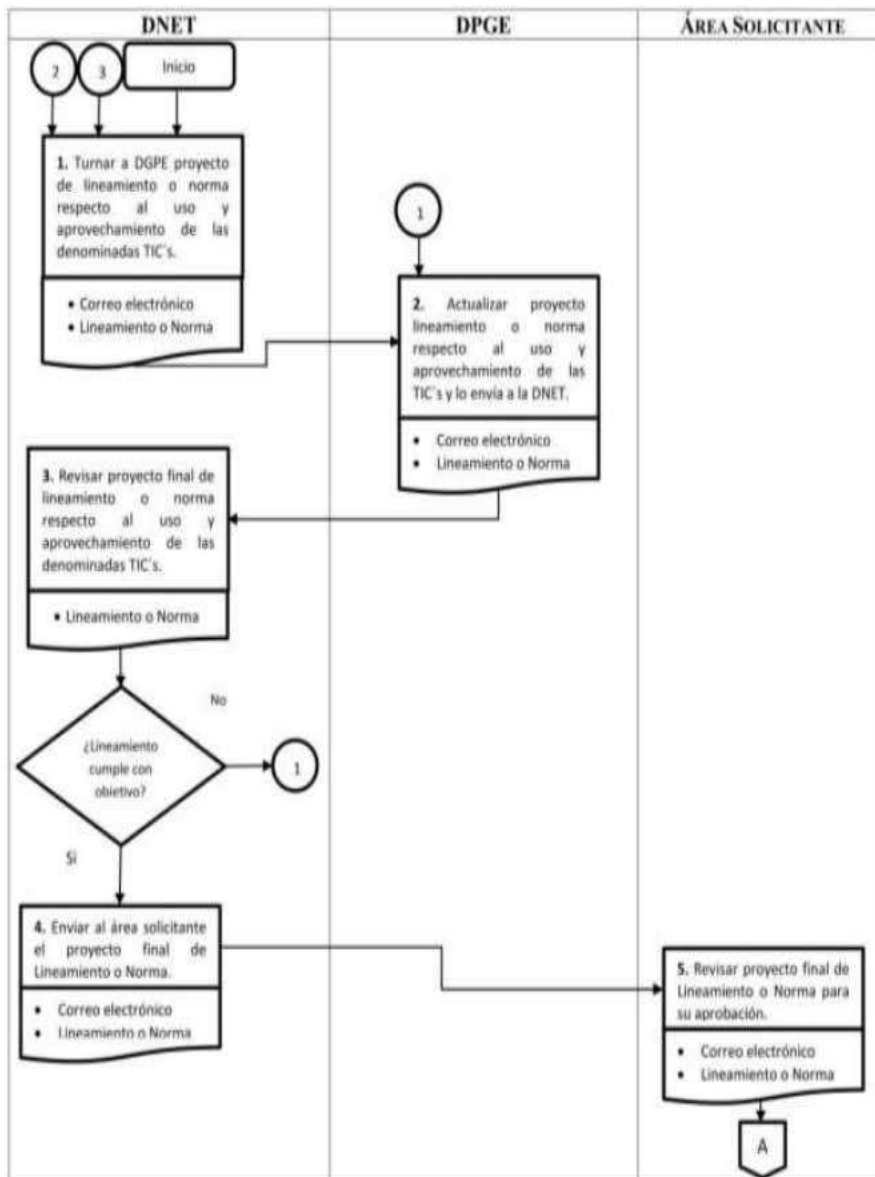 DNET
DPGE
ÁREA SOLICITANTE
2
3
Inicio
1. Turnar a DGPE proyecto
de lineamiento o norma
respecto al uso y
aprovechamiento de las
denominadas TIC's.
• Correo electrónico
• Lineamiento o Norma
1
2. Actualizar proyecto
lineamiento o norma
respecto al uso y
aprovechamiento de las
TIC's y lo envía a la DNET.
• Correo electrónico
• Lineamiento o Norma
3. Revisar proyecto final de
lineamiento o norma
respecto al uso y
aprovechamiento de las
denominadas TIC's.
• Lineamiento o Norma
No
¿Lineamiento
cumple con
objetivo?
1
Si
4. Enviar al área solicitante
el proyecto final de
Lineamiento o Norma.
• Correo electrónico
• Lineamiento o Norma
5. Revisar proyecto final de
Lineamiento o Norma para
su aprobación.
• Correo electrónico
• Lineamiento o Norma
A